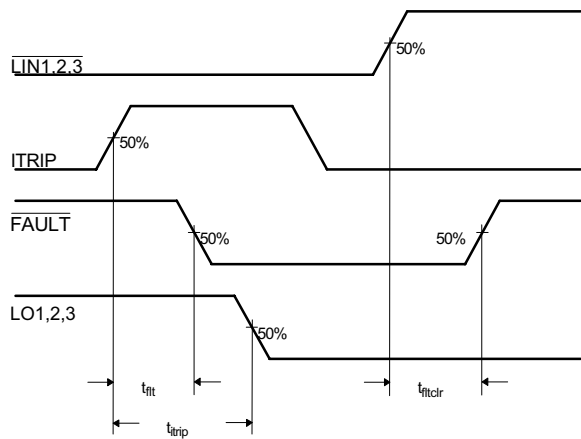 LIN1,2,3
50%
ITRIP
50%
FAULT
50%
50%
LO1,2,3
50%
tflt
tfltclr
titrip